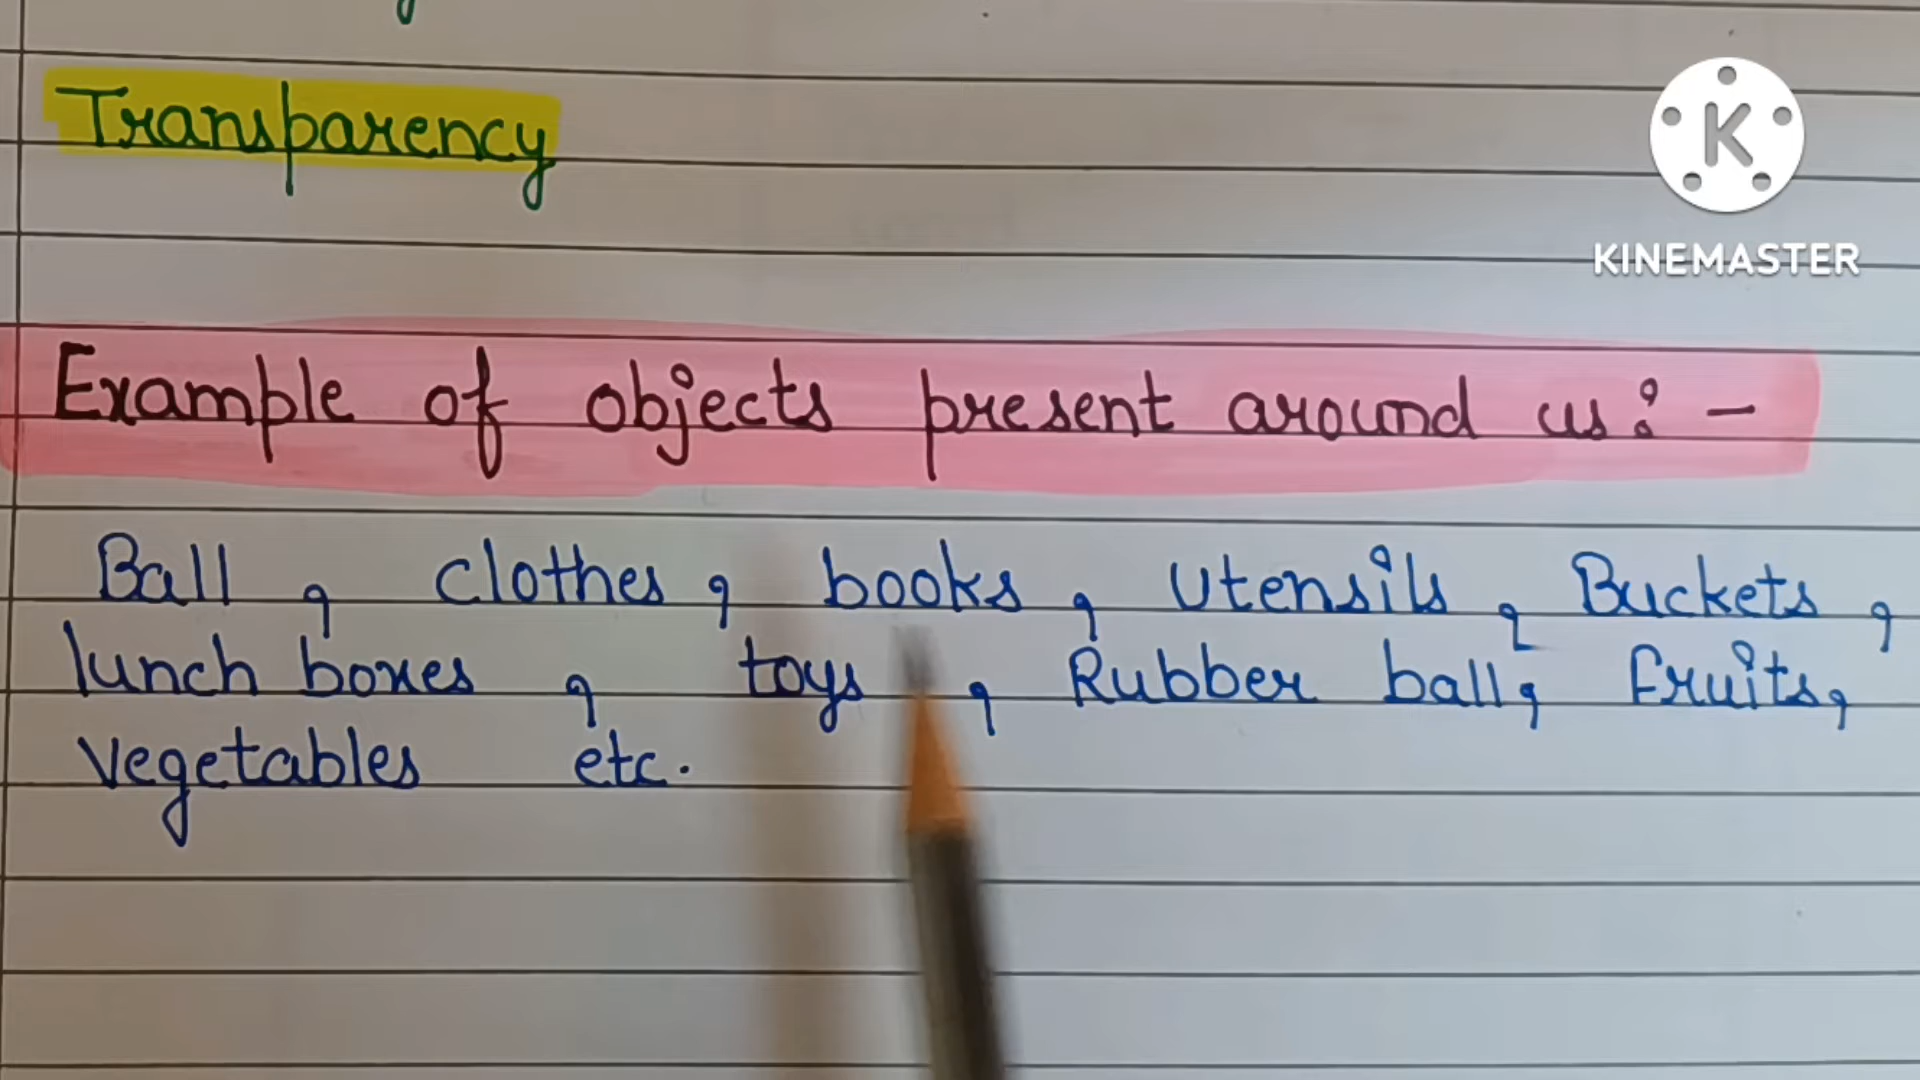 Transparency
K
KINEMASTER
Example of objects present around us:-
Ball, clothes, books, Utensils, Buckets,
lunch boxes, toys, Rubber ball, fruits,
vegetables etc.